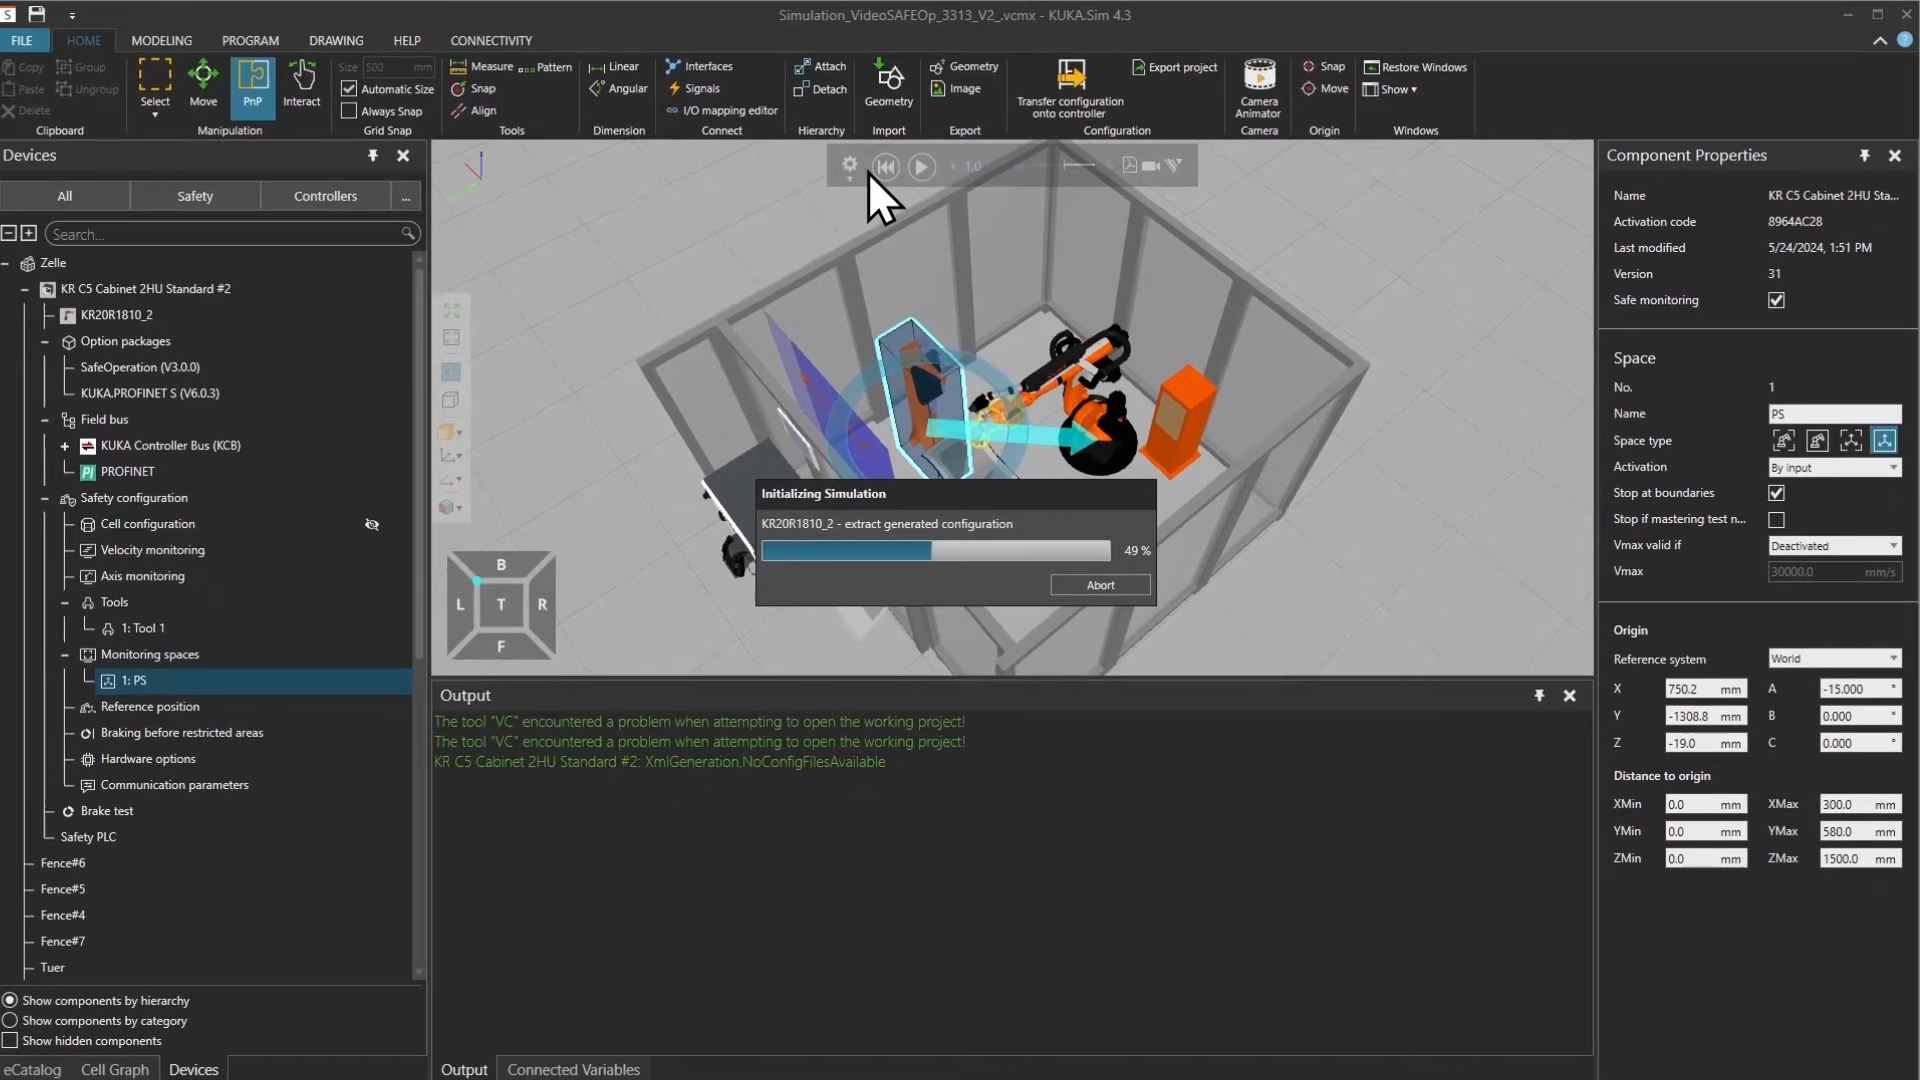 Simulation_VideoSAFEOp_3313_V2_.vcmx - KUKA.Sim 4.3
FILE HOME MODELING PROGRAM DRAWING HELP CONNECTIVITY
Copy Group
Paste Ungroup
Delete
Clipboard
Select Move PnP Interact
Manipulation
Size 500 mm
Automatic Size
Always Snap
Grid Snap
Measure Pattern
Snap
Align
Tools
Linear
Angular
Dimension
Interfaces
Signals
I/O mapping editor
Connect
Attach
Detach
Hierarchy
Geometry
Import
Geometry
Image
Export
Transfer configuration
onto controller
Export project
Configuration
Camera
Animator
Camera
Snap
Move
Origin
Restore Windows
Show
Windows
Devices
All Safety Controllers ...
Search...
Zelle
KR C5 Cabinet 2HU Standard #2
KR20R1810_2
Option packages
SafeOperation (V3.0.0)
KUKA.PROFINET S (V6.0.3)
Field bus
KUKA Controller Bus (KCB)
PROFINET
Safety configuration
Cell configuration
Velocity monitoring
Axis monitoring
Tools
1: Tool 1
Monitoring spaces
1: PS
Reference position
Braking before restricted areas
Hardware options
Communication parameters
Brake test
Safety PLC
Fence#6
Fence#5
Fence#4
Fence#7
Tuer
Show components by hierarchy
Show components by category
Show hidden components
eCatalog Cell Graph Devices
1.0
B
L T R
F
Initializing Simulation
KR20R1810_2 - extract generated configuration
49 %
Abort
Output
The tool "VC" encountered a problem when attempting to open the working project!
The tool "VC" encountered a problem when attempting to open the working project!
KR C5 Cabinet 2HU Standard #2: XmlGeneration.NoConfigFilesAvailable
Output Connected Variables
Component Properties
Name KR C5 Cabinet 2HU Sta...
Activation code 8964AC28
Last modified 5/24/2024, 1:51 PM
Version 31
Safe monitoring
Space
No. 1
Name PS
Space type
Activation By input
Stop at boundaries
Stop if mastering test n...
Vmax valid if Deactivated
Vmax 30000.0 mm/s
Origin
Reference system World
X 750.2 mm A -15.000 °
Y -1308.8 mm B 0.000 °
Z -19.0 mm C 0.000 °
Distance to origin
XMin 0.0 mm XMax 300.0 mm
YMin 0.0 mm YMax 580.0 mm
ZMin 0.0 mm ZMax 1500.0 mm